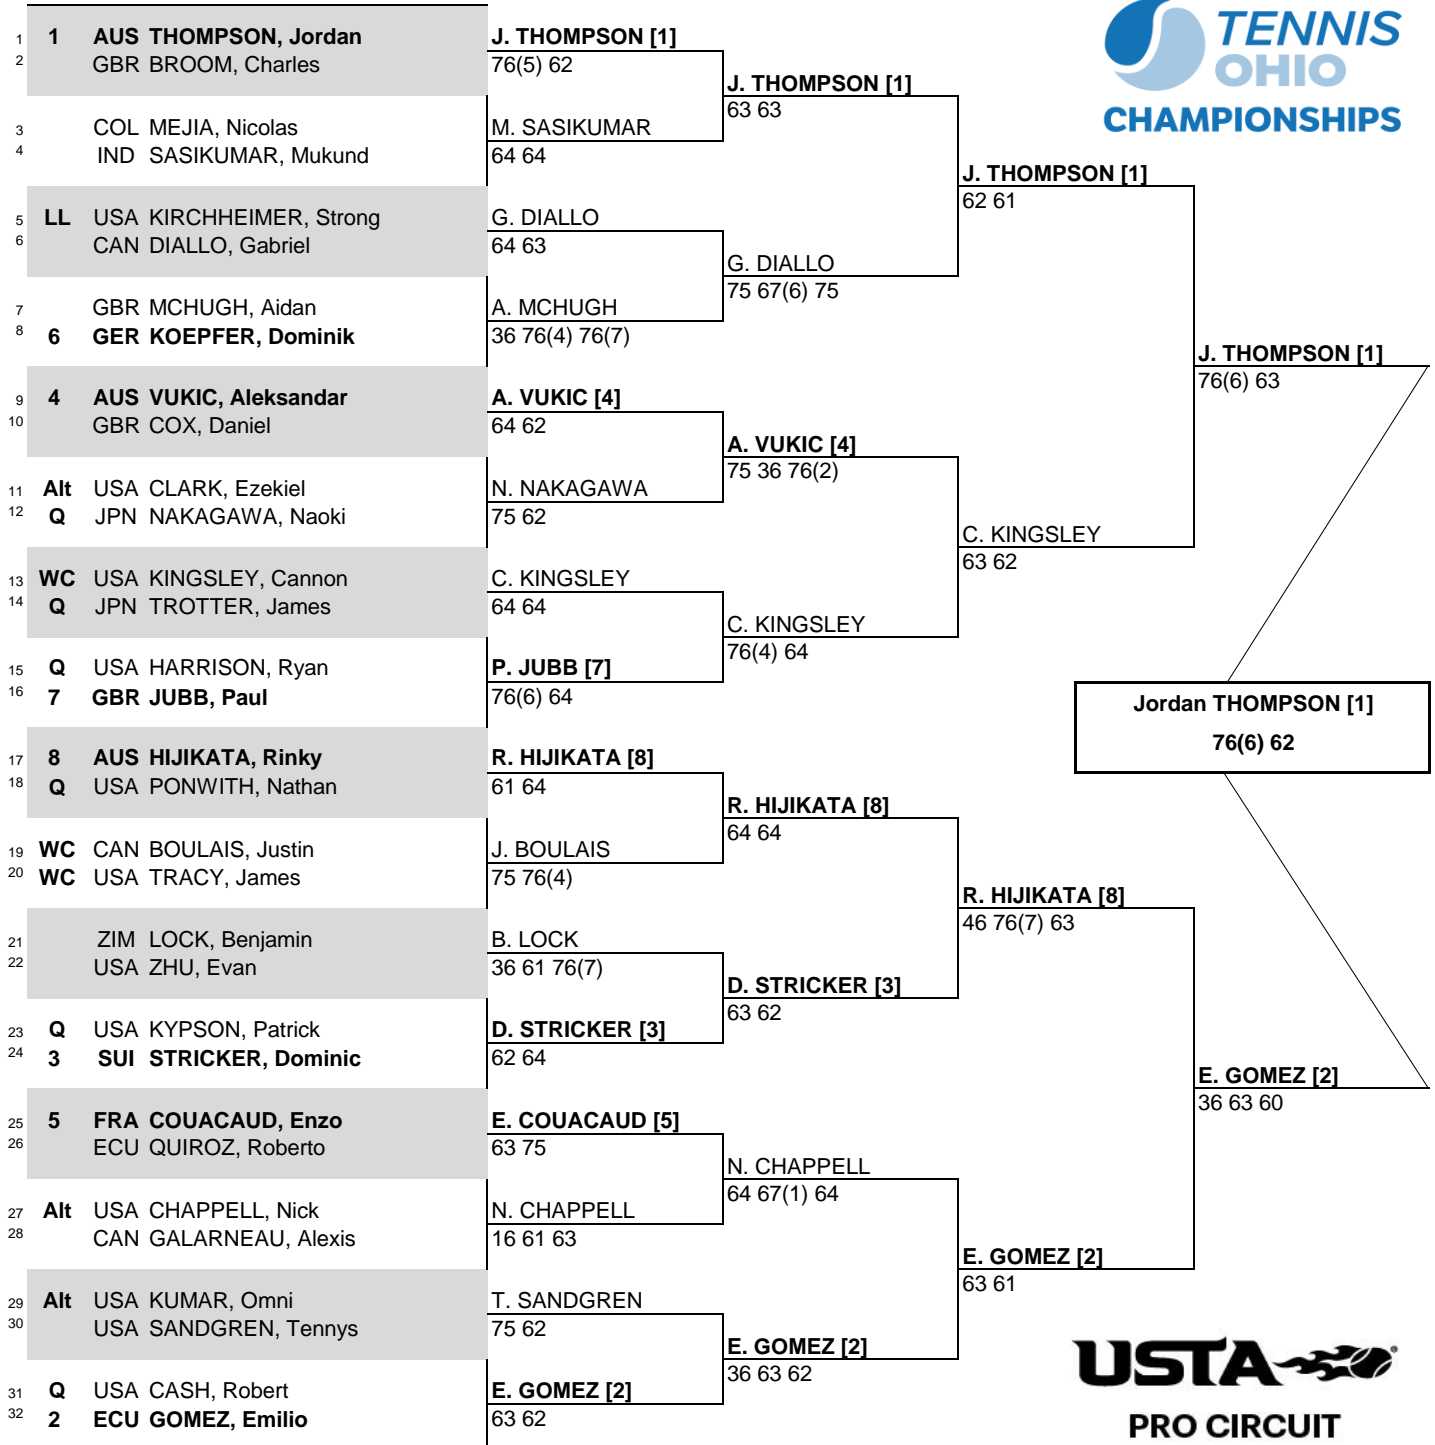 TENNIS
OHIO
CHAMPIONSHIPS
1 1 AUS THOMPSON, Jordan
2 GBR BROOM, Charles
3 COL MEJIA, Nicolas
4 IND SASIKUMAR, Mukund
5 LL USA KIRCHHEIMER, Strong
6 CAN DIALLO, Gabriel
7 GBR MCHUGH, Aidan
8 6 GER KOEPFER, Dominik
9 4 AUS VUKIC, Aleksandar
10 GBR COX, Daniel
11 Alt USA CLARK, Ezekiel
12 Q JPN NAKAGAWA, Naoki
13 WC USA KINGSLEY, Cannon
14 Q JPN TROTTER, James
15 Q USA HARRISON, Ryan
16 7 GBR JUBB, Paul
17 8 AUS HIJIKATA, Rinky
18 Q USA PONWITH, Nathan
19 WC CAN BOULAIS, Justin
20 WC USA TRACY, James
21 ZIM LOCK, Benjamin
22 USA ZHU, Evan
23 Q USA KYPSON, Patrick
24 3 SUI STRICKER, Dominic
25 5 FRA COUACAUD, Enzo
26 ECU QUIROZ, Roberto
27 Alt USA CHAPPELL, Nick
28 CAN GALARNEAU, Alexis
29 Alt USA KUMAR, Omni
30 USA SANDGREN, Tennys
31 Q USA CASH, Robert
32 2 ECU GOMEZ, Emilio
J. THOMPSON [1]
76(5) 62
M. SASIKUMAR
64 64
G. DIALLO
64 63
A. MCHUGH
36 76(4) 76(7)
A. VUKIC [4]
64 62
N. NAKAGAWA
75 62
C. KINGSLEY
64 64
P. JUBB [7]
76(6) 64
R. HIJIKATA [8]
61 64
J. BOULAIS
75 76(4)
B. LOCK
36 61 76(7)
D. STRICKER [3]
62 64
E. COUACAUD [5]
63 75
N. CHAPPELL
16 61 63
T. SANDGREN
75 62
E. GOMEZ [2]
63 62
J. THOMPSON [1]
63 63
G. DIALLO
75 67(6) 75
A. VUKIC [4]
75 36 76(2)
C. KINGSLEY
76(4) 64
R. HIJIKATA [8]
64 64
D. STRICKER [3]
63 62
N. CHAPPELL
64 67(1) 64
E. GOMEZ [2]
36 63 62
J. THOMPSON [1]
62 61
C. KINGSLEY
63 62
R. HIJIKATA [8]
46 76(7) 63
E. GOMEZ [2]
63 61
J. THOMPSON [1]
76(6) 63
E. GOMEZ [2]
36 63 60
Jordan THOMPSON [1]
76(6) 62
USTA
PRO CIRCUIT